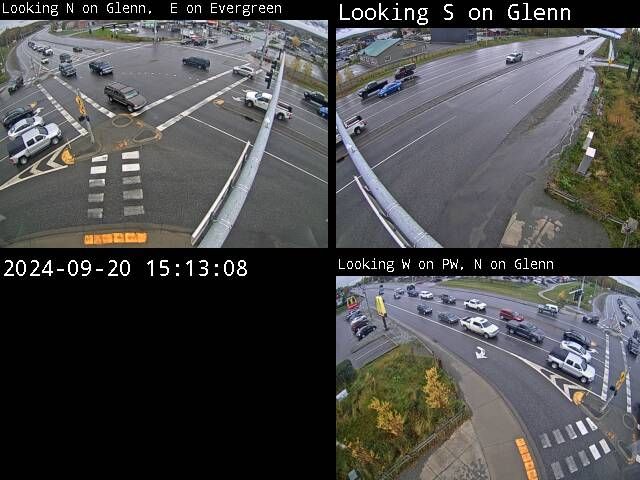 Looking N on Glenn, E on Evergreen
Looking S on Glenn
2024-09-20 15:13:08
Looking W on PW, N on Glenn